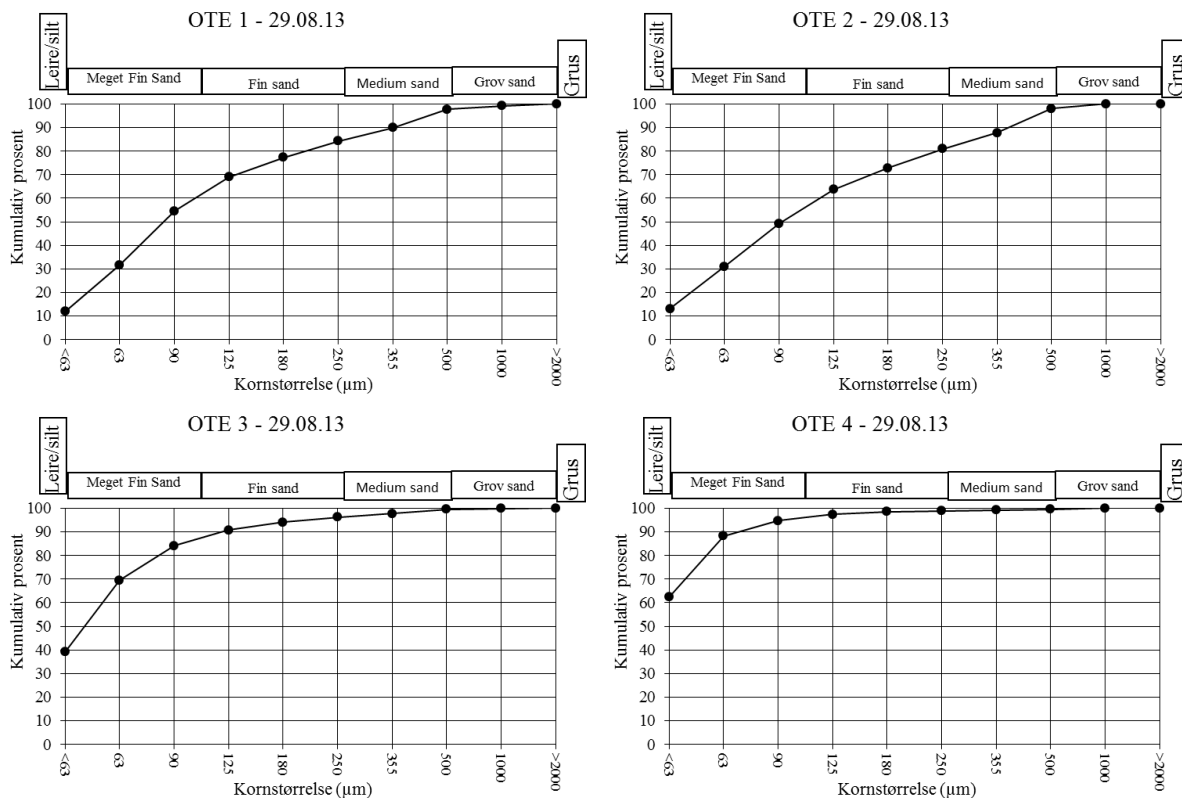 OTE 1 - 29.08.13
Leire/silt
Meget Fin Sand
Fin sand
Medium sand
Grov sand
Grus
Kumulativ prosent
100
90
80
70
60
50
40
30
20
10
0
<63 63 90 125 180 250 355 500 1000 >2000
Kornstørrelse (µm)
OTE 2 - 29.08.13
Leire/silt
Meget Fin Sand
Fin sand
Medium sand
Grov sand
Grus
Kumulativ prosent
100
90
80
70
60
50
40
30
20
10
0
<63 63 90 125 180 250 355 500 1000 >2000
Kornstørrelse (µm)
OTE 3 - 29.08.13
Leire/silt
Meget Fin Sand
Fin sand
Medium sand
Grov sand
Grus
Kumulativ prosent
100
90
80
70
60
50
40
30
20
10
0
<63 63 90 125 180 250 355 500 1000 >2000
Kornstørrelse (µm)
OTE 4 - 29.08.13
Leire/silt
Meget Fin Sand
Fin sand
Medium sand
Grov sand
Grus
Kumulativ prosent
100
90
80
70
60
50
40
30
20
10
0
<63 63 90 125 180 250 355 500 1000 >2000
Kornstørrelse (µm)